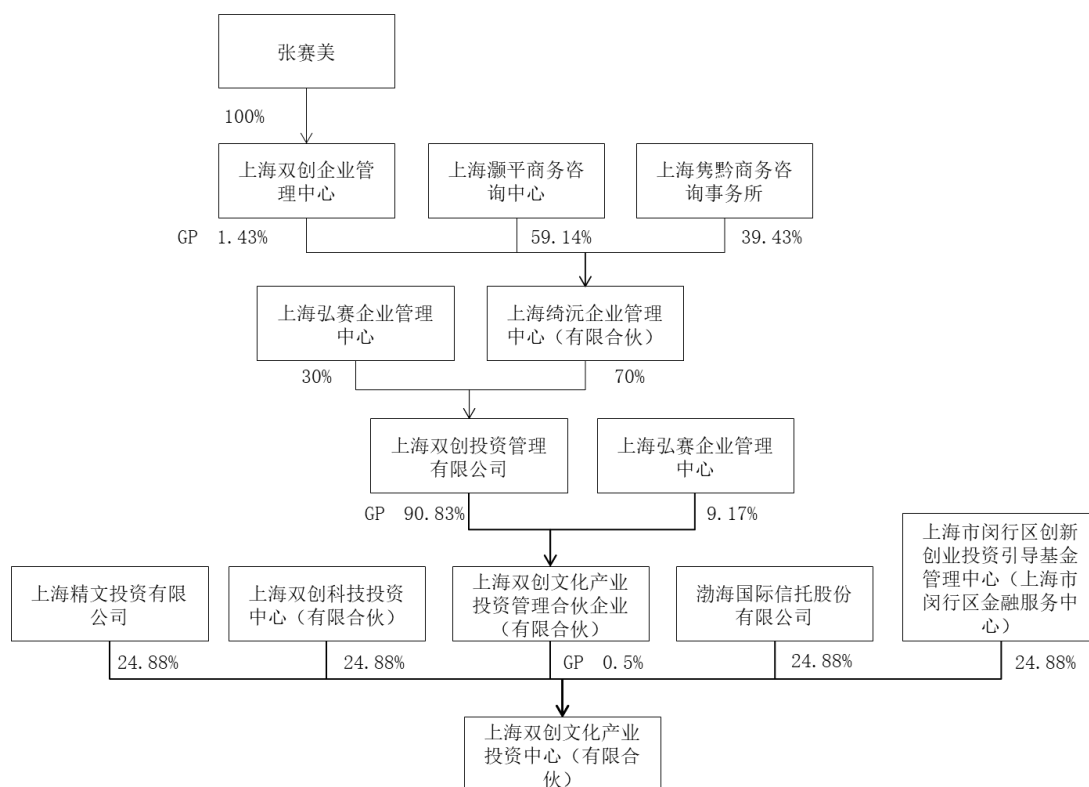 张赛美
100%
上海双创企业管
理中心
上海灏平商务咨
询中心
上海隽黔商务咨
询事务所
GP 1.43%
59.14%
39.43%
上海弘赛企业管理
中心
上海绮沅企业管理
中心（有限合伙）
30%
70%
上海双创投资管理
有限公司
上海弘赛企业管理
中心
GP 90.83%
9.17%
上海精文投资有限
公司
上海双创科技投资
中心（有限合伙）
上海双创文化产业
投资管理合伙企业
（有限合伙）
渤海国际信托股份
有限公司
上海市闵行区创新
创业投资引导基金
管理中心（上海市
闵行区金融服务中
心）
24.88%
24.88%
GP 0.5%
24.88%
24.88%
上海双创文化产业
投资中心（有限合
伙）